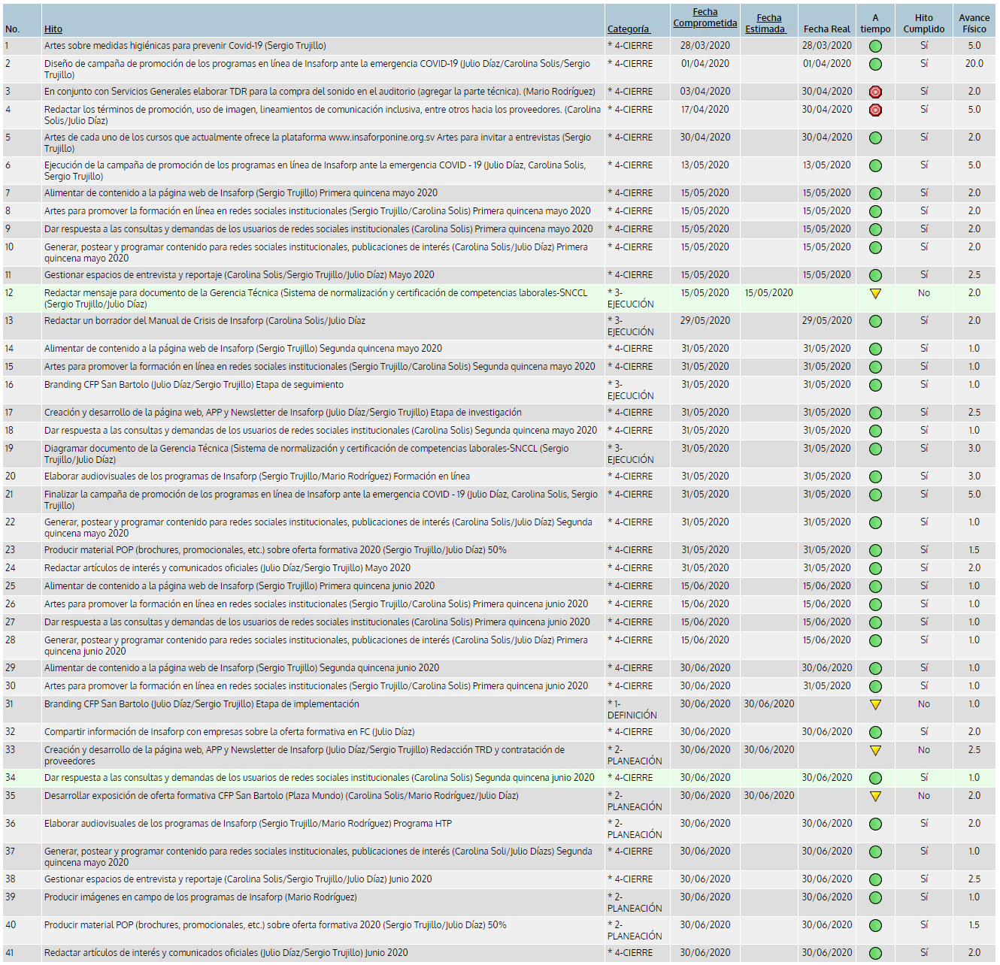 No. Hito Categoría Fecha Comprometida Fecha Estimada Fecha Real A tiempo Hito Cumplido Avance Físico
1 Artes sobre medidas higiénicas para prevenir Covid-19 (Sergio Trujillo) * 4-CIERRE 28/03/2020 28/03/2020 Sí 5.0
2 Diseño de campaña de promoción de los programas en línea de Insaforp ante la emergencia COVID-19 (Julio Díaz/Carolina Solis/Sergio * 4-CIERRE 01/04/2020 01/04/2020 Sí 20.0
Trujillo)
3 En conjunto con Servicios Generales elaborar TDR para la compra del sonido en el auditorio (agregar la parte técnica). (Mario Rodríguez) * 4-CIERRE 03/04/2020 30/04/2020 Sí 2.0
4 Redactar los términos de promoción, uso de imagen, lineamientos de comunicación inclusiva, entre otros hacia los proveedores. (Carolina * 4-CIERRE 17/04/2020 30/04/2020 Sí 5.0
Solis/Julio Díaz)
5 Artes de cada uno de los cursos que actualmente ofrece la plataforma www.insaforponine.org.sv Artes para invitar a entrevistas (Sergio * 4-CIERRE 30/04/2020 30/04/2020 Sí 2.0
Trujillo)
6 Ejecución de la campaña de promoción de los programas en línea de Insaforp ante la emergencia COVID - 19 (Julio Díaz, Carolina Solis, * 4-CIERRE 13/05/2020 13/05/2020 Sí 5.0
Sergio Trujillo)
7 Alimentar de contenido a la página web de Insaforp (Sergio Trujillo) Primera quincena mayo 2020 * 4-CIERRE 15/05/2020 15/05/2020 Sí 2.0
8 Artes para promover la formación en línea en redes sociales institucionales (Sergio Trujillo/Carolina Solis) Primera quincena mayo 2020 * 4-CIERRE 15/05/2020 15/05/2020 Sí 2.0
9 Dar respuesta a las consultas y demandas de los usuarios de redes sociales institucionales (Carolina Solis) Primera quincena mayo 2020 * 4-CIERRE 15/05/2020 15/05/2020 Sí 2.0
10 Generar, postear y programar contenido para redes sociales institucionales, publicaciones de interés (Carolina Solis/Julio Díaz) Primera * 4-CIERRE 15/05/2020 15/05/2020 Sí 2.0
quincena mayo 2020
11 Gestionar espacios de entrevista y reportaje (Carolina Solis/Sergio Trujillo/Julio Díaz) Mayo 2020 * 4-CIERRE 15/05/2020 15/05/2020 Sí 2.5
12 Redactar mensaje para documento de la Gerencia Técnica (Sistema de normalización y certificación de competencias laborales-SNCCL * 3- 15/05/2020 15/05/2020 No 2.0
(Sergio Trujillo/Julio Díaz) EJECUCIÓN
13 Redactar un borrador del Manual de Crisis de Insaforp (Carolina Solis/Julio Díaz * 3- 29/05/2020 29/05/2020 Sí 2.0
EJECUCIÓN
14 Alimentar de contenido a la página web de Insaforp (Sergio Trujillo) Segunda quincena mayo 2020 * 4-CIERRE 31/05/2020 31/05/2020 Sí 1.0
15 Artes para promover la formación en línea en redes sociales institucionales (Sergio Trujillo/Carolina Solis) Segunda quincena mayo 2020 * 4-CIERRE 31/05/2020 31/05/2020 Sí 1.0
16 Branding CFP San Bartolo (Julio Díaz/Sergio Trujillo) Etapa de seguimiento * 3- 31/05/2020 31/05/2020 Sí 1.0
EJECUCIÓN
17 Creación y desarrollo de la página web, APP y Newsletter de Insaforp (Julio Díaz/Sergio Trujillo) Etapa de investigación * 4-CIERRE 31/05/2020 31/05/2020 Sí 2.5
18 Dar respuesta a las consultas y demandas de los usuarios de redes sociales institucionales (Carolina Solis) Segunda quincena mayo 2020 * 4-CIERRE 31/05/2020 31/05/2020 Sí 1.0
19 Diagramar documento de la Gerencia Técnica (Sistema de normalización y certificación de competencias laborales-SNCCL (Sergio * 3- 31/05/2020 31/05/2020 Sí 3.0
Trujillo/Julio Díaz) EJECUCIÓN
20 Elaborar audiovisuales de los programas de Insaforp (Sergio Trujillo/Mario Rodríguez) Formación en línea * 4-CIERRE 31/05/2020 31/05/2020 Sí 3.0
21 Finalizar la campaña de promoción de los programas en línea de Insaforp ante la emergencia COVID - 19 (Julio Díaz, Carolina Solis, Sergio * 4-CIERRE 31/05/2020 31/05/2020 Sí 5.0
Trujillo)
22 Generar, postear y programar contenido para redes sociales institucionales, publicaciones de interés (Carolina Solis/Julio Díaz) Segunda * 4-CIERRE 31/05/2020 31/05/2020 Sí 1.0
quincena mayo 2020
23 Producir material POP (brochures, promocionales, etc.) sobre oferta formativa 2020 (Sergio Trujillo/Julio Díaz) 50% * 4-CIERRE 31/05/2020 31/05/2020 Sí 1.5
24 Redactar artículos de interés y comunicados oficiales (Julio Díaz/Sergio Trujillo) Mayo 2020 * 4-CIERRE 31/05/2020 31/05/2020 Sí 2.0
25 Alimentar de contenido a la página web de Insaforp (Sergio Trujillo) Primera quincena junio 2020 * 4-CIERRE 15/06/2020 15/06/2020 Sí 1.0
26 Artes para promover la formación en línea en redes sociales institucionales (Sergio Trujillo/Carolina Solis) Primera quincena junio 2020 * 4-CIERRE 15/06/2020 15/06/2020 Sí 1.0
27 Dar respuesta a las consultas y demandas de los usuarios de redes sociales institucionales (Carolina Solis) Primera quincena junio 2020 * 4-CIERRE 15/06/2020 15/06/2020 Sí 1.0
28 Generar, postear y programar contenido para redes sociales institucionales, publicaciones de interés (Carolina Solis/Julio Díaz) Primera * 4-CIERRE 15/06/2020 15/06/2020 Sí 1.0
quincena junio 2020
29 Alimentar de contenido a la página web de Insaforp (Sergio Trujillo) Segunda quincena junio 2020 * 4-CIERRE 30/06/2020 30/06/2020 Sí 1.0
30 Artes para promover la formación en línea en redes sociales institucionales (Sergio Trujillo/Carolina Solis) Primera quincena junio 2020 * 4-CIERRE 30/06/2020 31/05/2020 Sí 1.0
31 Branding CFP San Bartolo (Julio Díaz/Sergio Trujillo) Etapa de implementación * 1- 30/06/2020 30/06/2020 No 1.0
DEFINICIÓN
32 Compartir información de Insaforp con empresas sobre la oferta formativa en FC (Julio Díaz) * 4-CIERRE 30/06/2020 30/06/2020 Sí 2.0
33 Creación y desarrollo de la página web, APP y Newsletter de Insaforp (Julio Díaz/Sergio Trujillo) Redacción TRD y contratación de * 2- 30/06/2020 30/06/2020 No 2.5
proveedores PLANEACIÓN
34 Dar respuesta a las consultas y demandas de los usuarios de redes sociales institucionales (Carolina Solis) Segunda quincena junio 2020 * 4-CIERRE 30/06/2020 30/06/2020 Sí 1.0
35 Desarrollar exposición de oferta formativa CFP San Bartolo (Plaza Mundo) (Carolina Solis/Mario Rodríguez/Julio Díaz) * 2- 30/06/2020 30/06/2020 No 2.0
PLANEACIÓN
36 Elaborar audiovisuales de los programas de Insaforp (Sergio Trujillo/Mario Rodríguez) Programa HTP * 2- 30/06/2020 30/06/2020 Sí 2.0
PLANEACIÓN
37 Generar, postear y programar contenido para redes sociales institucionales, publicaciones de interés (Carolina Soli/Julio Díazs) Segunda * 4-CIERRE 30/06/2020 30/06/2020 Sí 1.0
quincena mayo 2020
38 Gestionar espacios de entrevista y reportaje (Carolina Solis/Sergio Trujillo/Julio Díaz) Junio 2020 * 4-CIERRE 30/06/2020 30/06/2020 Sí 2.5
39 Producir imágenes en campo de los programas de Insaforp (Mario Rodríguez) * 2- 30/06/2020 30/06/2020 Sí 1.0
PLANEACIÓN
40 Producir material POP (brochures, promocionales, etc.) sobre oferta formativa 2020 (Sergio Trujillo/Julio Díaz) 50% * 2- 30/06/2020 30/06/2020 Sí 1.5
PLANEACIÓN
41 Redactar artículos de interés y comunicados oficiales (Julio Díaz/Sergio Trujillo) Junio 2020 * 4-CIERRE 30/06/2020 30/06/2020 Sí 2.0